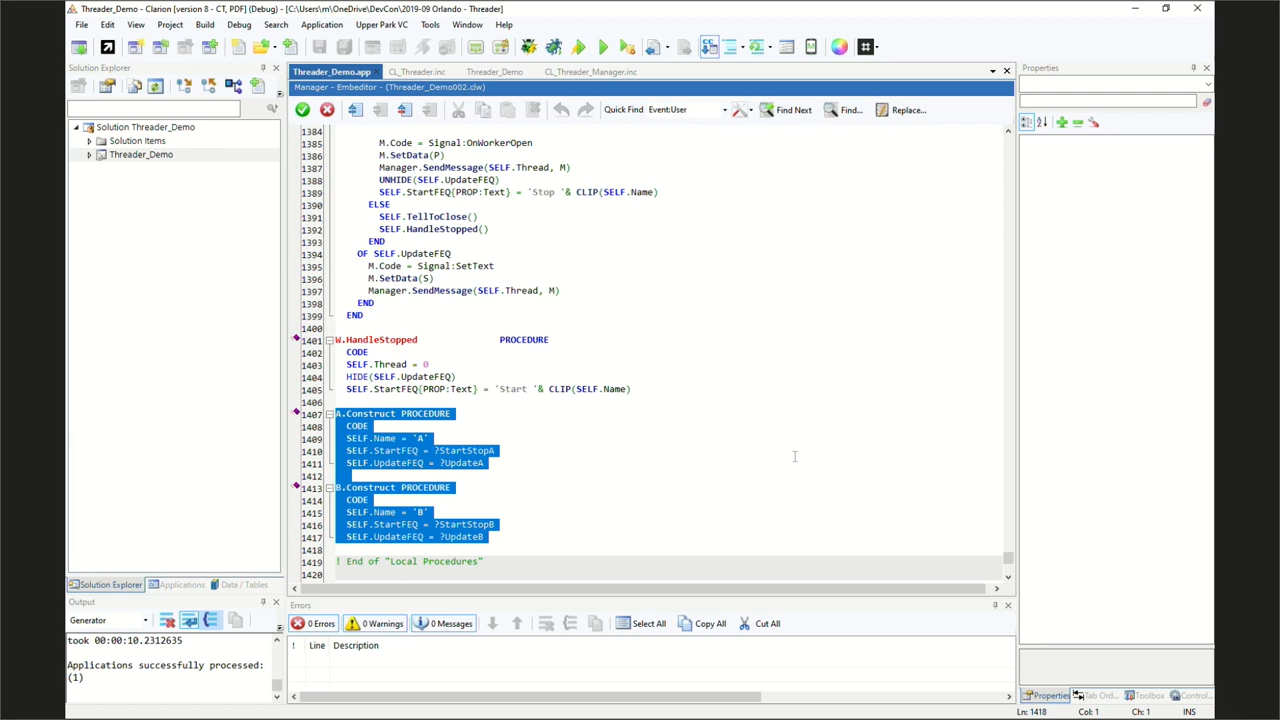 Threader_Demo - Clarion [version 8 - CT, PDF] (Debug) - [C:\Users\m\OneDrive\DevCon\2019-09 Orlando - Threader]
File Edit View Project Build Debug Search Application Upper Park VC Tools Window Help
Solution Explorer
Solution Threader_Demo
Solution Items
Threader_Demo
Solution Explorer Applications Data / Tables
Output
Generator
took 00:00:10.2312635
Applications successfully processed:
(1)
Threader_Demo.app CL_Threader.inc Threader_Demo CL_Threader_Manager.inc
Manager - Embeditor - (Threader_Demo002.clw)
Quick Find Event:User Find Next Find... Replace...
1384
1385 M.Code = Signal:OnWorkerOpen
1386 M.SetData(P)
1387 Manager.SendMessage(SELF.Thread, M)
1388 UNHIDE(SELF.UpdateFEQ)
1389 SELF.StartFEQ{PROP:Text} = 'Stop '& CLIP(SELF.Name)
1390 ELSE
1391 SELF.TellToClose()
1392 SELF.HandleStopped()
1393 END
1394 OF SELF.UpdateFEQ
1395 M.Code = Signal:SetText
1396 M.SetData(S)
1397 Manager.SendMessage(SELF.Thread, M)
1398 END
1399 END
1400
1401 W.HandleStopped PROCEDURE
1402 CODE
1403 SELF.Thread = 0
1404 HIDE(SELF.UpdateFEQ)
1405 SELF.StartFEQ{PROP:Text} = 'Start '& CLIP(SELF.Name)
1406
1407 A.Construct PROCEDURE
1408 CODE
1409 SELF.Name = 'A'
1410 SELF.StartFEQ = ?StartStopA
1411 SELF.UpdateFEQ = ?UpdateA
1412
1413 B.Construct PROCEDURE
1414 CODE
1415 SELF.Name = 'B'
1416 SELF.StartFEQ = ?StartStopB
1417 SELF.UpdateFEQ = ?UpdateB
1418
1419 ! End of "Local Procedures"
1420
Errors
0 Errors 0 Warnings 0 Messages Select All Copy All Cut All
! Line Description
Properties
Properties Tab Ord... Toolbox Control...
Ln: 1418 Col: 1 Ch: 1 INS